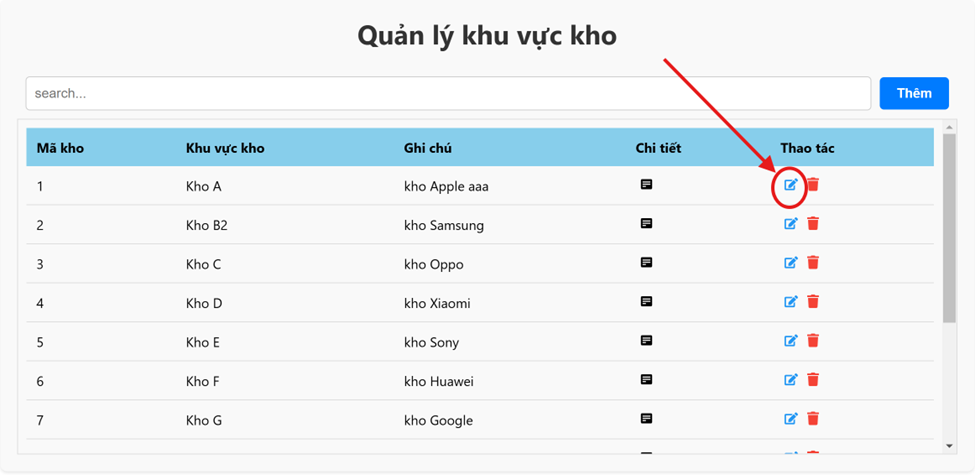 Quản lý khu vực kho
search...
Thêm
Mã kho Khu vực kho Ghi chú Chi tiết Thao tác
1 Kho A kho Apple aaa
2 Kho B2 kho Samsung
3 Kho C kho Oppo
4 Kho D kho Xiaomi
5 Kho E kho Sony
6 Kho F kho Huawei
7 Kho G kho Google